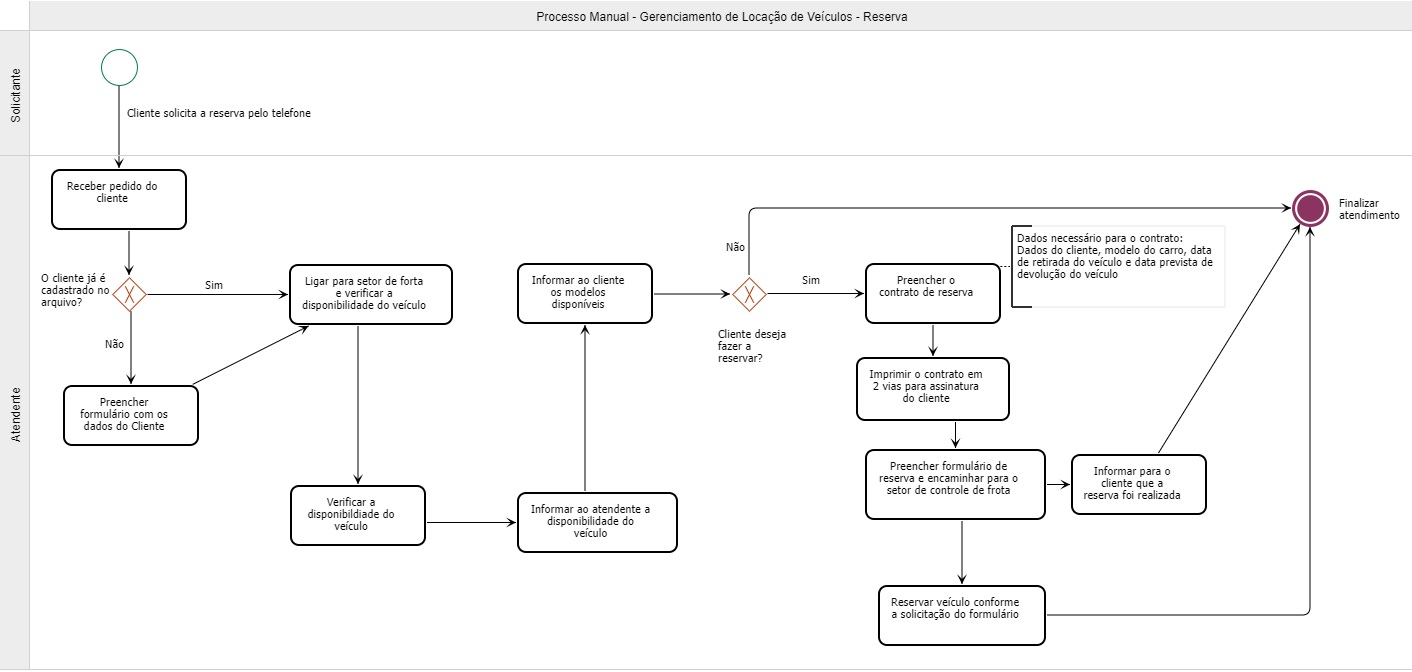 Processo Manual - Gerenciamento de Locação de Veículos - Reserva
Solicitante
Cliente solicita a reserva pelo telefone
Atendente
Receber pedido do
cliente
O cliente já é
cadastrado no
arquivo?
X
Sim
Não
Preencher
formulário com os
dados do Cliente
Ligar para setor de forta
e verificar a
disponibilidade do veículo
Verificar a
disponibildiade do
veículo
Informar ao atendente a
disponibilidade do
veículo
Informar ao cliente
os modelos
disponíveis
X
Cliente deseja
fazer a
reservar?
Não
Sim
Preencher o
contrato de reserva
Dados necessário para o contrato:
Dados do cliente, modelo do carro, data
de retirada do veículo e data prevista de
devolução do veículo
Imprimir o contrato em
2 vias para assinatura
do cliente
Preencher formulário de
reserva e encaminhar para o
setor de controle de frota
Informar para o
cliente que a
reserva foi realizada
Reservar veículo conforme
a solicitação do formulário
Finalizar
atendimento